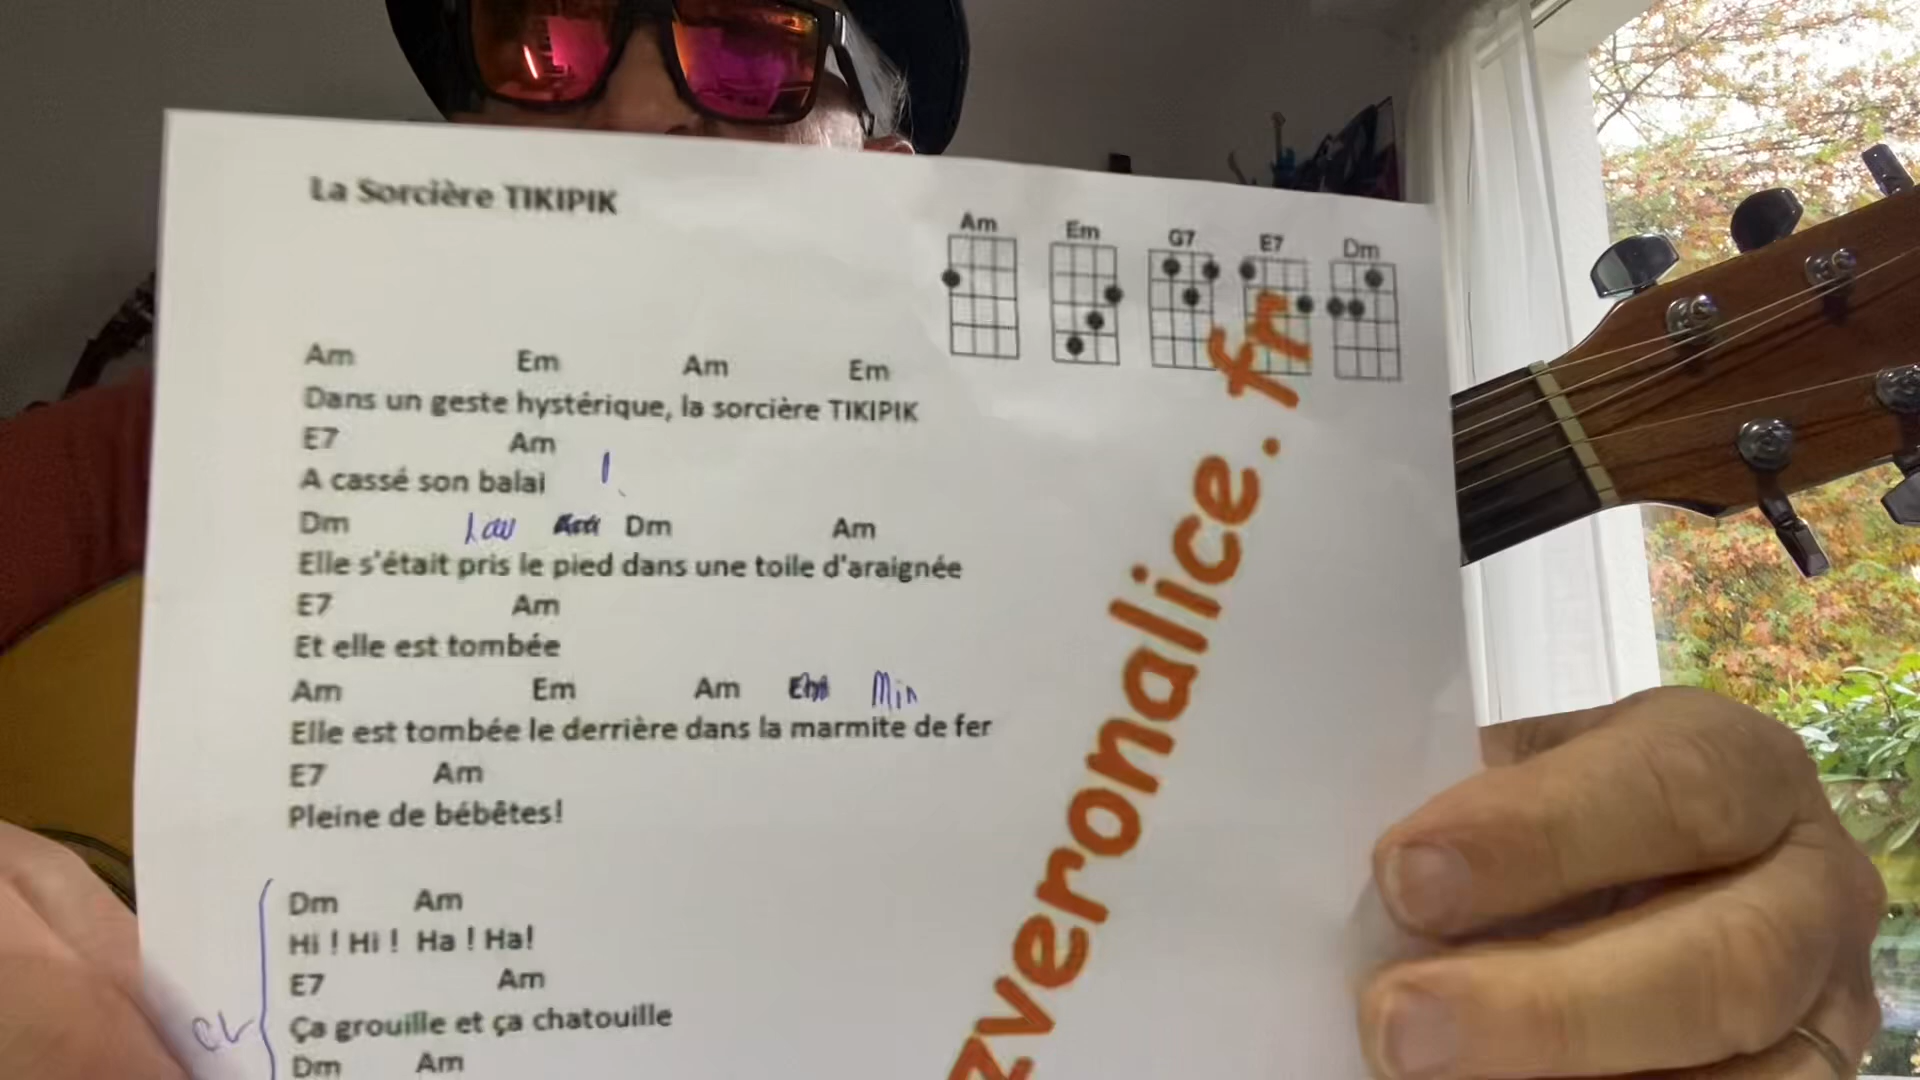 La Sorcière TIKIPIK
Am Em G7 E7 Dm
Am Em Am Em
Dans un geste hystérique, la sorcière TIKIPIK
E7 Am
A cassé son balai
Dm Dm Am
Elle s'était pris le pied dans une toile d'araignée
E7 Am
Et elle est tombée
Am Em Am Em Min
Elle est tombée le derrière dans la marmite de fer
E7 Am
Pleine de bébêtes!
Dm Am
Hi ! Hi ! Ha ! Ha!
E7 Am
Ça grouille et ça chatouille
Dm Am
zveronalice.fr